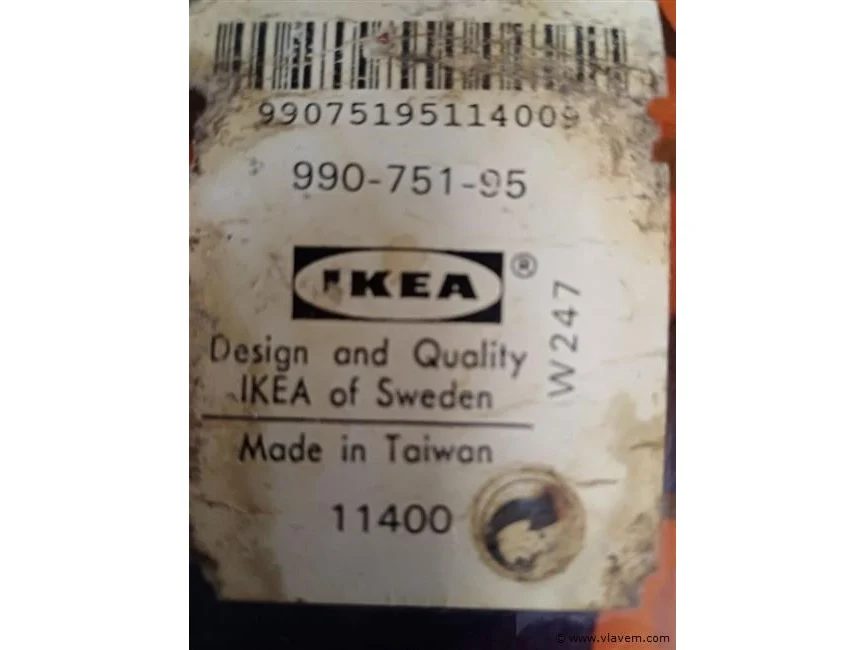 99075195114009
990-751-95
IKEA®
W247
Design and Quality
IKEA of Sweden
Made in Taiwan
11400
© www.vlavem.com